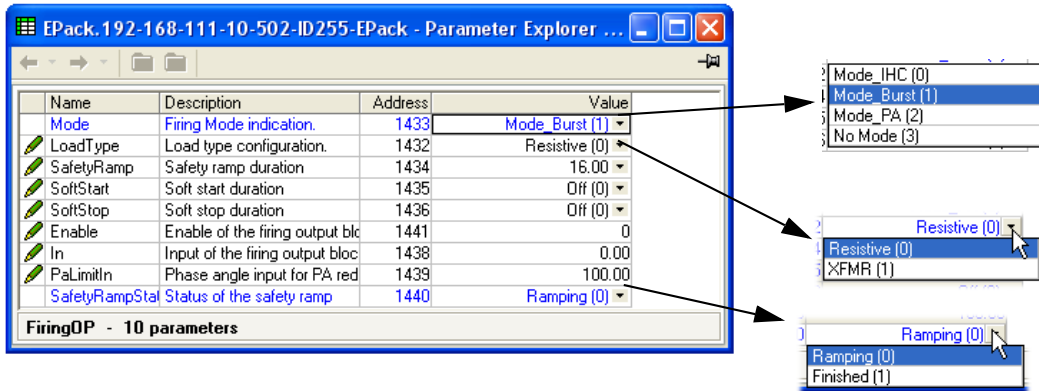 EPack.192-168-111-10-502-ID255-EPack - Parameter Explorer ...
Name Description Address Value
Mode Firing Mode indication. 1433 Mode_Burst (1)
LoadType Load type configuration. 1432 Resistive (0)
SafetyRamp Safety ramp duration 1434 16.00
SoftStart Soft start duration 1435 Off (0)
SoftStop Soft stop duration 1436 Off (0)
Enable Enable of the firing output blc 1441 0
In Input of the firing output bloc 1438 0.00
PaLimitIn Phase angle input for PA red 1439 100.00
SafetyRampStat Status of the safety ramp 1440 Ramping (0)
FiringOP - 10 parameters
Mode_IHC (0)
Mode_Burst (1)
Mode_PA (2)
No Mode (3)
Resistive (0)
Resistive (0)
XFMR (1)
Ramping (0)
Ramping (0)
Finished (1)